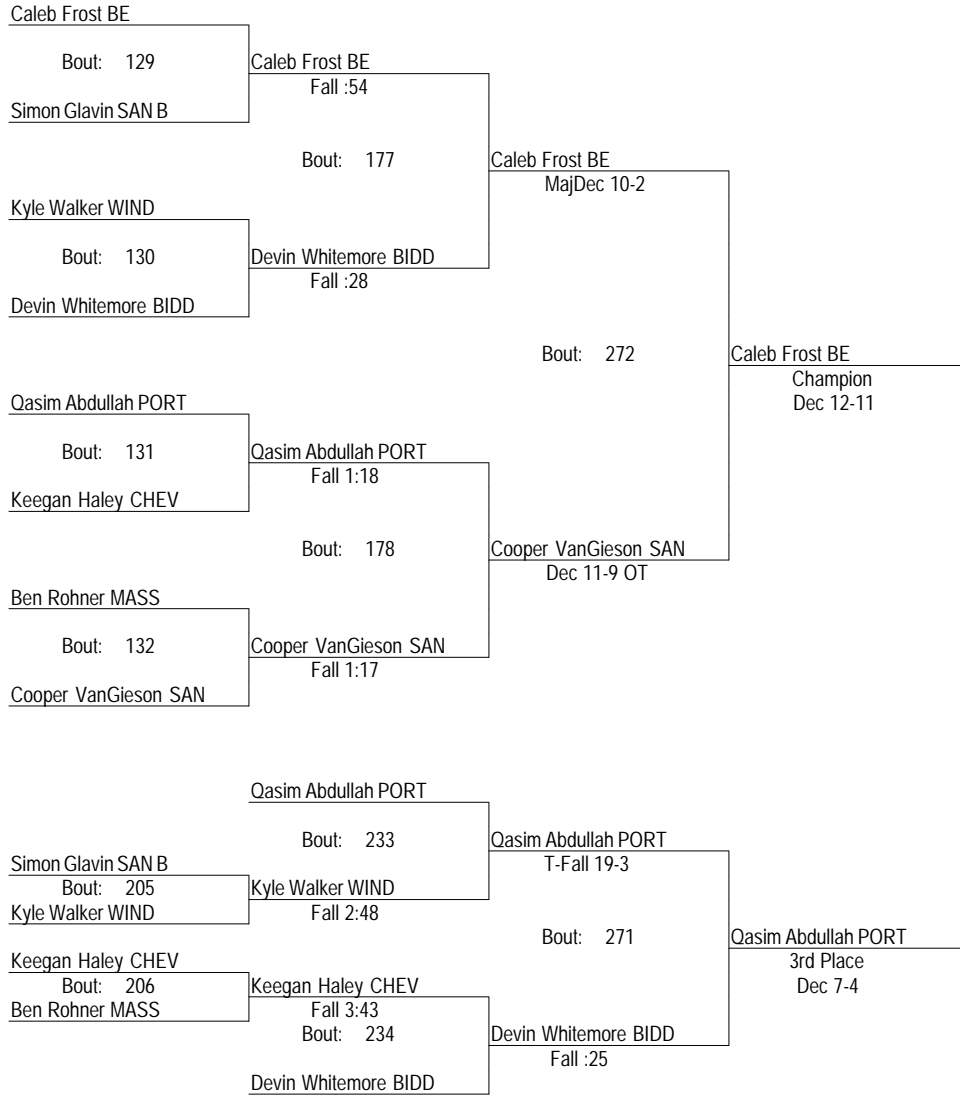 Caleb Frost BE
Bout: 129
Caleb Frost BE
Fall :54
Simon Glavin SAN B
Bout: 177
Caleb Frost BE
MajDec 10-2
Kyle Walker WIND
Bout: 130
Devin Whitemore BIDD
Fall :28
Devin Whitemore BIDD
Bout: 272
Caleb Frost BE
Champion
Dec 12-11
Qasim Abdullah PORT
Bout: 131
Qasim Abdullah PORT
Fall 1:18
Keegan Haley CHEV
Bout: 178
Cooper VanGieson SAN
Dec 11-9 OT
Ben Rohner MASS
Bout: 132
Cooper VanGieson SAN
Fall 1:17
Cooper VanGieson SAN
Qasim Abdullah PORT
Bout: 233
Qasim Abdullah PORT
T-Fall 19-3
Simon Glavin SAN B
Bout: 205
Kyle Walker WIND
Kyle Walker WIND
Fall 2:48
Bout: 271
Qasim Abdullah PORT
3rd Place
Dec 7-4
Keegan Haley CHEV
Bout: 206
Keegan Haley CHEV
Ben Rohner MASS
Fall 3:43
Bout: 234
Devin Whitemore BIDD
Fall :25
Devin Whitemore BIDD